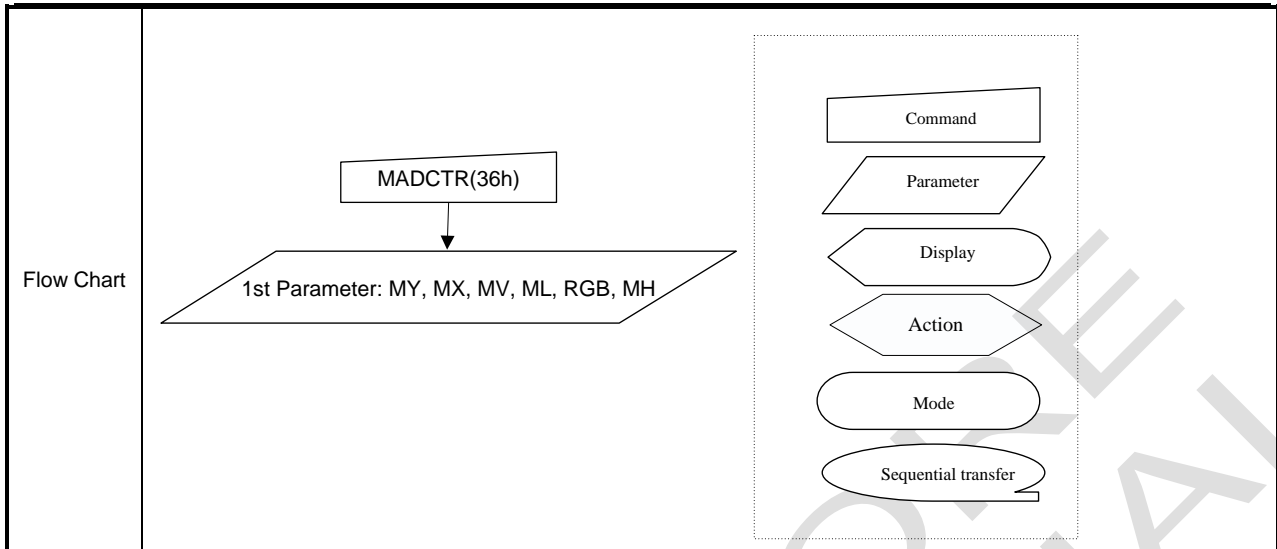 Flow Chart
MADCTR(36h)
1st Parameter: MY, MX, MV, ML, RGB, MH
Command
Parameter
Display
Action
Mode
Sequential transfer